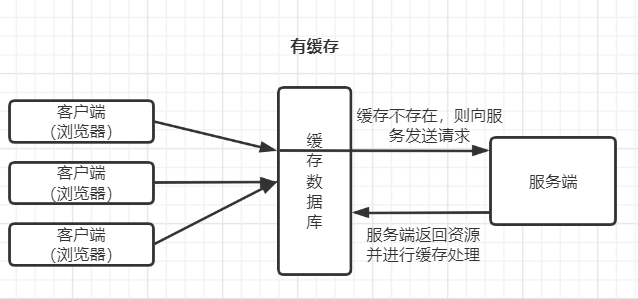 有缓存
客户端
（浏览器）
客户端
（浏览器）
客户端
（浏览器）
缓
存
数
据
库
缓存不存在，则向服
务发送请求
服务端
服务端返回资源
并进行缓存处理